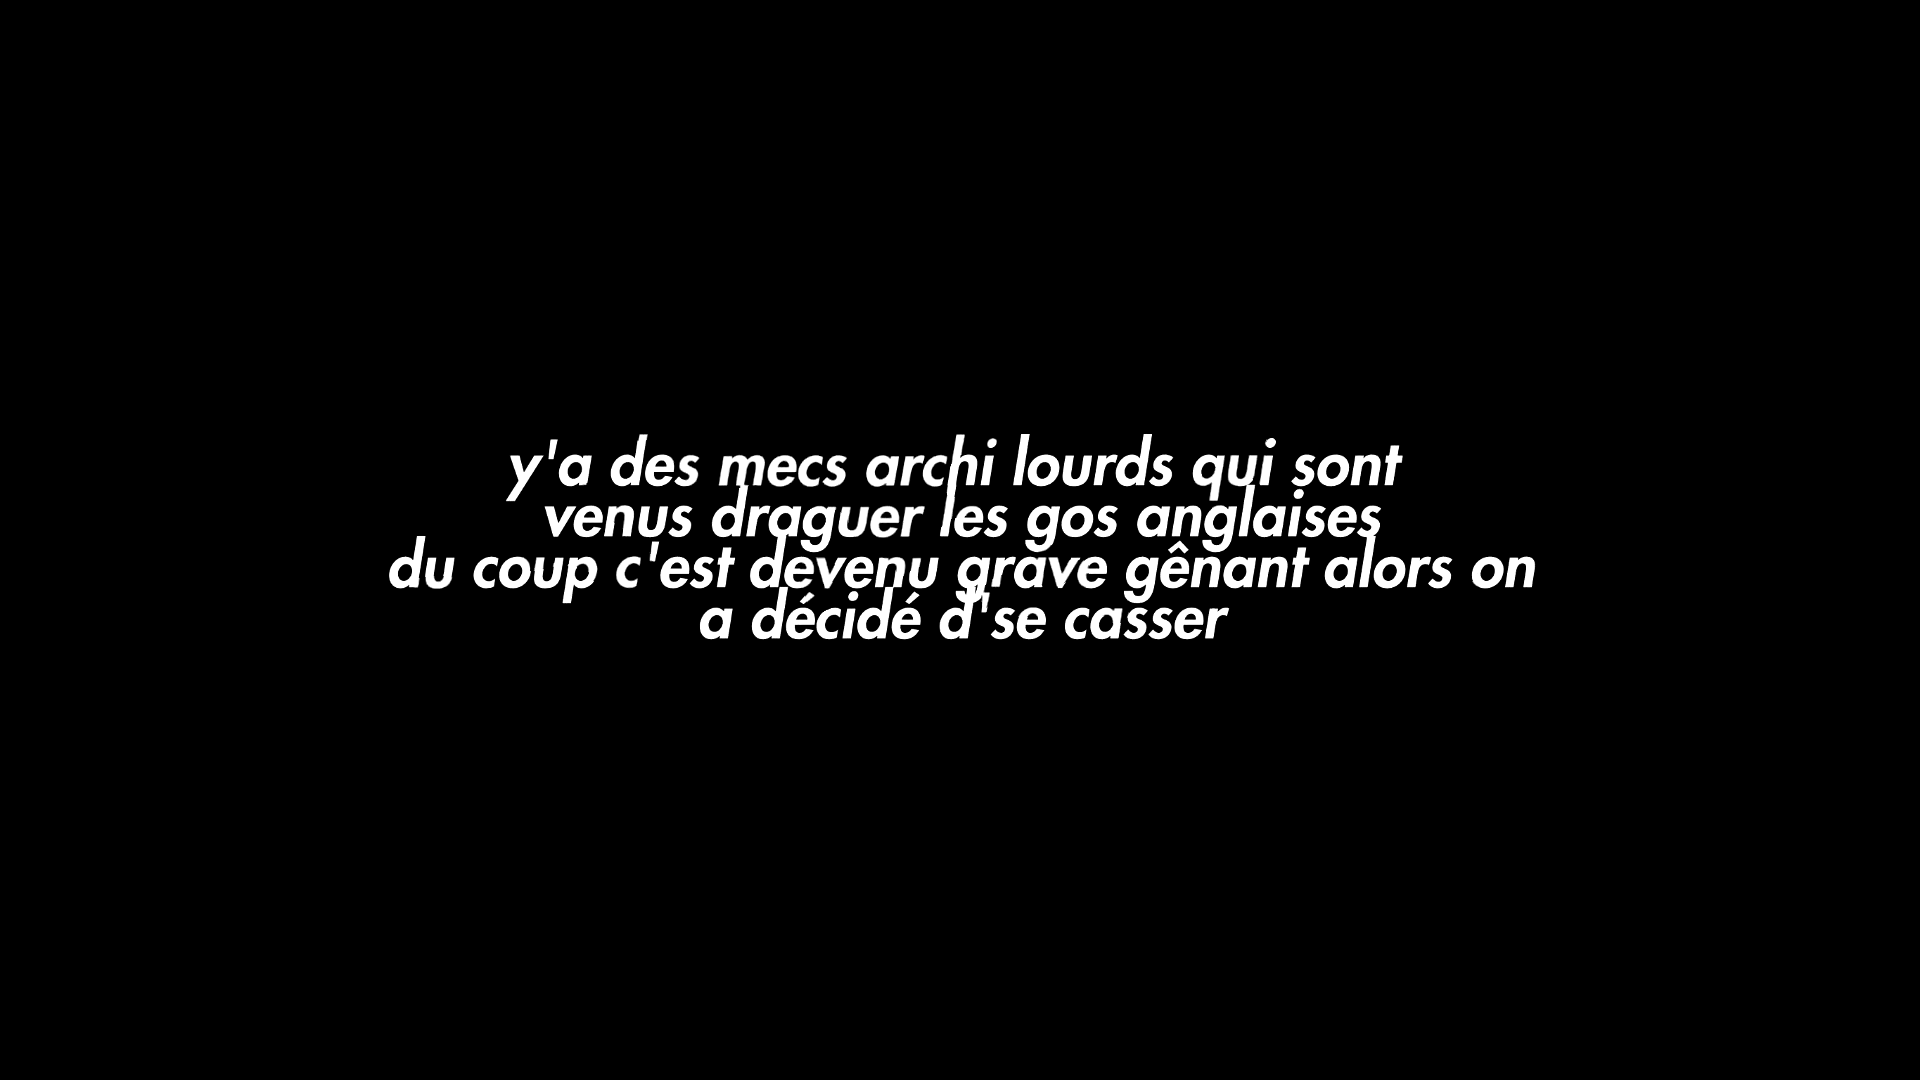 y'a des mecs archi lourds qui sont
venus draguer les gos anglaises
du coup c'est devenu grave gênant alors on
a décidé d'se casser